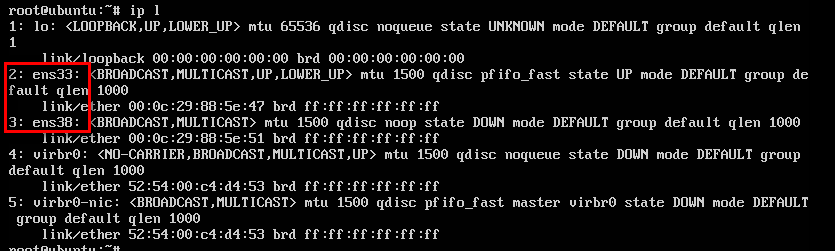 root@ubuntu:~# ip l
1: lo: <LOOPBACK,UP,LOWER_UP> mtu 65536 qdisc noqueue state UNKNOWN mode DEFAULT group default qlen
1
    link/loopback 00:00:00:00:00:00 brd 00:00:00:00:00:00
2: ens33: <BROADCAST,MULTICAST,UP,LOWER_UP> mtu 1500 qdisc pfifo_fast state UP mode DEFAULT group de
fault qlen 1000
    link/ether 00:0c:29:88:5e:47 brd ff:ff:ff:ff:ff:ff
3: ens38: <BROADCAST,MULTICAST> mtu 1500 qdisc noop state DOWN mode DEFAULT group default qlen 1000
    link/ether 00:0c:29:88:5e:51 brd ff:ff:ff:ff:ff:ff
4: virbr0: <NO-CARRIER,BROADCAST,MULTICAST,UP> mtu 1500 qdisc noqueue state DOWN mode DEFAULT group
default qlen 1000
    link/ether 52:54:00:c4:d4:53 brd ff:ff:ff:ff:ff:ff
5: virbr0-nic: <BROADCAST,MULTICAST> mtu 1500 qdisc pfifo_fast master virbr0 state DOWN mode DEFAULT
 group default qlen 1000
    link/ether 52:54:00:c4:d4:53 brd ff:ff:ff:ff:ff:ff
root@ubuntu:~#